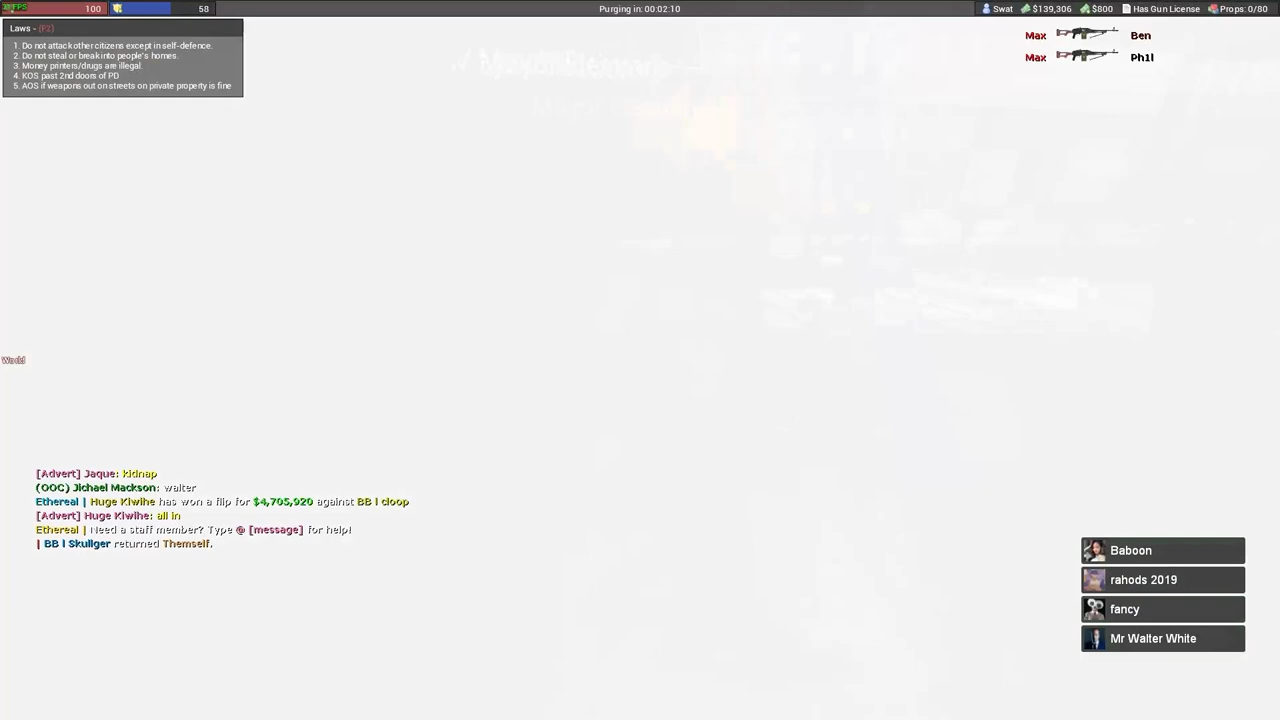 FPS 100 58 Purging in: 00:02:10 Swat $139,306 $800 Has Gun License Props: 0/80
Laws - (F2)
1. Do not attack other citizens except in self-defence.
2. Do not steal or break into people's homes.
3. Money printers/drugs are illegal.
4. KOS past 2nd doors of PD
5. AOS if weapons out on streets on private property is fine
Max Ben
Max Ph1l
World
[Advert] Jaque: kidnap
(OOC) Jichael Mackson: walter
Ethereal | Huge Kiwihe has won a flip for $4,705,920 against BB l cloop
[Advert] Huge Kiwihe: all in
Ethereal | Need a staff member? Type @ [message] for help!
| BB l Skullger returned Themself.
Baboon
rahods 2019
fancy
Mr Walter White